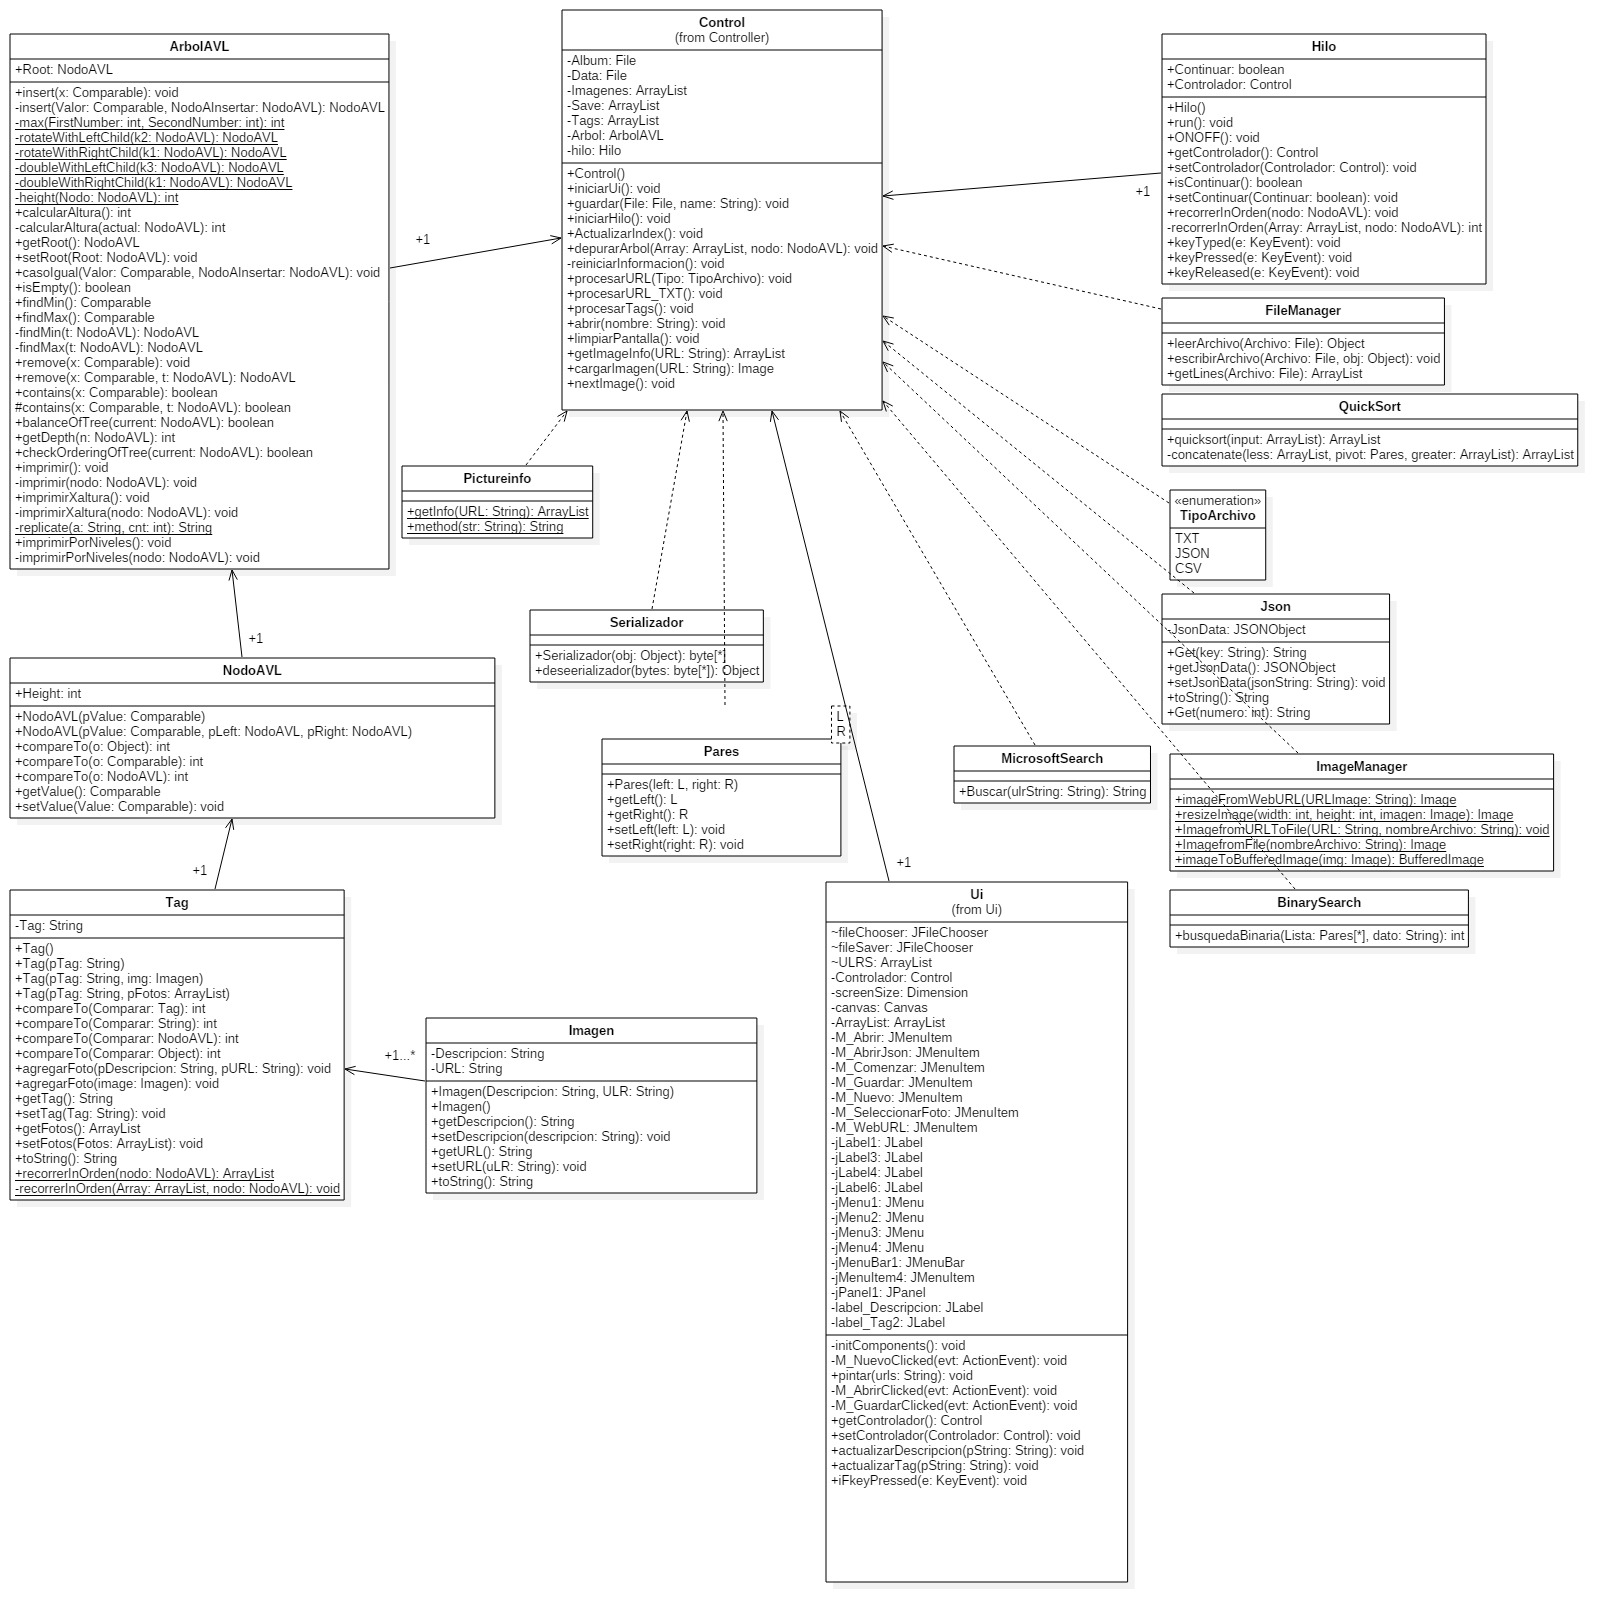 ArbolAVL
+Root: NodoAVL
+insert(x: Comparable): void
-insert(Valor: Comparable, NodoAInsertar: NodoAVL): NodoAVL
-max(FirstNumber: int, SecondNumber: int): int
-rotateWithLeftChild(k2: NodoAVL): NodoAVL
-rotateWithRightChild(k1: NodoAVL): NodoAVL
-doubleWithLeftChild(k3: NodoAVL): NodoAVL
-doubleWithRightChild(k1: NodoAVL): NodoAVL
-height(Nodo: NodoAVL): int
+calcularAltura(): int
-calcularAltura(actual: NodoAVL): int
+getRoot(): NodoAVL
+setRoot(Root: NodoAVL): void
+casoIgual(Valor: Comparable, NodoAInsertar: NodoAVL): void
+isEmpty(): boolean
+findMin(): Comparable
+findMax(): Comparable
-findMin(t: NodoAVL): NodoAVL
-findMax(t: NodoAVL): NodoAVL
+remove(x: Comparable): void
+remove(x: Comparable, t: NodoAVL): NodoAVL
+contains(x: Comparable): boolean
#contains(x: Comparable, t: NodoAVL): boolean
+balanceOfTree(current: NodoAVL): boolean
+getDepth(n: NodoAVL): int
+checkOrderingOfTree(current: NodoAVL): boolean
+imprimir(): void
-imprimir(nodo: NodoAVL): void
+imprimirXaltura(): void
-imprimirXaltura(nodo: NodoAVL): void
-replicate(a: String, cnt: int): String
+imprimirPorNiveles(): void
-imprimirPorNiveles(nodo: NodoAVL): void
+1
Control
(from Controller)
-Album: File
-Data: File
-Imagenes: ArrayList
-Save: ArrayList
-Tags: ArrayList
-Arbol: ArbolAVL
-hilo: Hilo
+Control()
+iniciarUi(): void
+guardar(File: File, name: String): void
+iniciarHilo(): void
+ActualizarIndex(): void
+depurarArbol(Array: ArrayList, nodo: NodoAVL): void
-reiniciarInformacion(): void
+procesarURL(Tipo: TipoArchivo): void
+procesarURL_TXT(): void
+procesarTags(): void
+abrir(nombre: String): void
+limpiarPantalla(): void
+getImageInfo(URL: String): ArrayList
+cargarImagen(URL: String): Image
+nextImage(): void
+1
Hilo
+Continuar: boolean
+Controlador: Control
+Hilo()
+run(): void
+ONOFF(): void
+getControlador(): Control
+setControlador(Controlador: Control): void
+isContinuar(): boolean
+setContinuar(Continuar: boolean): void
+recorrerInOrden(nodo: NodoAVL): void
-recorrerInOrden(Array: ArrayList, nodo: NodoAVL): int
+keyTyped(e: KeyEvent): void
+keyPressed(e: KeyEvent): void
+keyReleased(e: KeyEvent): void
FileManager
+leerArchivo(Archivo: File): Object
+escribirArchivo(Archivo: File, obj: Object): void
+getLines(Archivo: File): ArrayList
QuickSort
+quicksort(input: ArrayList): ArrayList
-concatenate(less: ArrayList, pivot: Pares, greater: ArrayList): ArrayList
Pictureinfo
+getInfo(URL: String): ArrayList
+method(str: String): String
«enumeration»
TipoArchivo
TXT
JSON
CSV
Serializador
+Serializador(obj: Object): byte[*]
+deseerializador(bytes: byte[*]): Object
Json
-JsonData: JSONObject
+Get(key: String): String
+getJsonData(): JSONObject
+setJsonData(jsonString: String): void
+toString(): String
+Get(numero: int): String
+1
NodoAVL
+Height: int
+NodoAVL(pValue: Comparable)
+NodoAVL(pValue: Comparable, pLeft: NodoAVL, pRight: NodoAVL)
+compareTo(o: Object): int
+compareTo(o: Comparable): int
+compareTo(o: NodoAVL): int
+getValue(): Comparable
+setValue(Value: Comparable): void
L
R
Pares
+Pares(left: L, right: R)
+getLeft(): L
+getRight(): R
+setLeft(left: L): void
+setRight(right: R): void
MicrosoftSearch
+Buscar(ulrString: String): String
ImageManager
+imageFromWebURL(URLImage: String): Image
+resizeImage(width: int, height: int, imagen: Image): Image
+ImagefromURLToFile(URL: String, nombreArchivo: String): void
+ImagefromFile(nombreArchivo: String): Image
+imageToBufferedImage(img: Image): BufferedImage
+1
+1
Tag
-Tag: String
+Tag()
+Tag(pTag: String)
+Tag(pTag: String, img: Imagen)
+Tag(pTag: String, pFotos: ArrayList)
+compareTo(Comparar: Tag): int
+compareTo(Comparar: String): int
+compareTo(Comparar: NodoAVL): int
+compareTo(Comparar: Object): int
+agregarFoto(pDescripcion: String, pURL: String): void
+agregarFoto(image: Imagen): void
+getTag(): String
+setTag(Tag: String): void
+getFotos(): ArrayList
+setFotos(Fotos: ArrayList): void
+toString(): String
+recorrerInOrden(nodo: NodoAVL): ArrayList
-recorrerInOrden(Array: ArrayList, nodo: NodoAVL): void
+1...*
Imagen
-Descripcion: String
-URL: String
+Imagen(Descripcion: String, ULR: String)
+Imagen()
+getDescripcion(): String
+setDescripcion(descripcion: String): void
+getURL(): String
+setURL(uLR: String): void
+toString(): String
Ui
(from Ui)
~fileChooser: JFileChooser
~fileSaver: JFileChooser
~ULRS: ArrayList
-Controlador: Control
-screenSize: Dimension
-canvas: Canvas
-ArrayList: ArrayList
-M_Abrir: JMenuItem
-M_AbrirJson: JMenuItem
-M_Comenzar: JMenuItem
-M_Guardar: JMenuItem
-M_Nuevo: JMenuItem
-M_SeleccionarFoto: JMenuItem
-M_WebURL: JMenuItem
-jLabel1: JLabel
-jLabel3: JLabel
-jLabel4: JLabel
-jLabel6: JLabel
-jMenu1: JMenu
-jMenu2: JMenu
-jMenu3: JMenu
-jMenu4: JMenu
-jMenuBar1: JMenuBar
-jMenuItem4: JMenuItem
-jPanel1: JPanel
-label_Descripcion: JLabel
-label_Tag2: JLabel
-initComponents(): void
-M_NuevoClicked(evt: ActionEvent): void
+pintar(urls: String): void
-M_AbrirClicked(evt: ActionEvent): void
-M_GuardarClicked(evt: ActionEvent): void
+getControlador(): Control
+setControlador(Controlador: Control): void
+actualizarDescripcion(pString: String): void
+actualizarTag(pString: String): void
+iFkeyPressed(e: KeyEvent): void
BinarySearch
+busquedaBinaria(Lista: Pares[*], dato: String): int